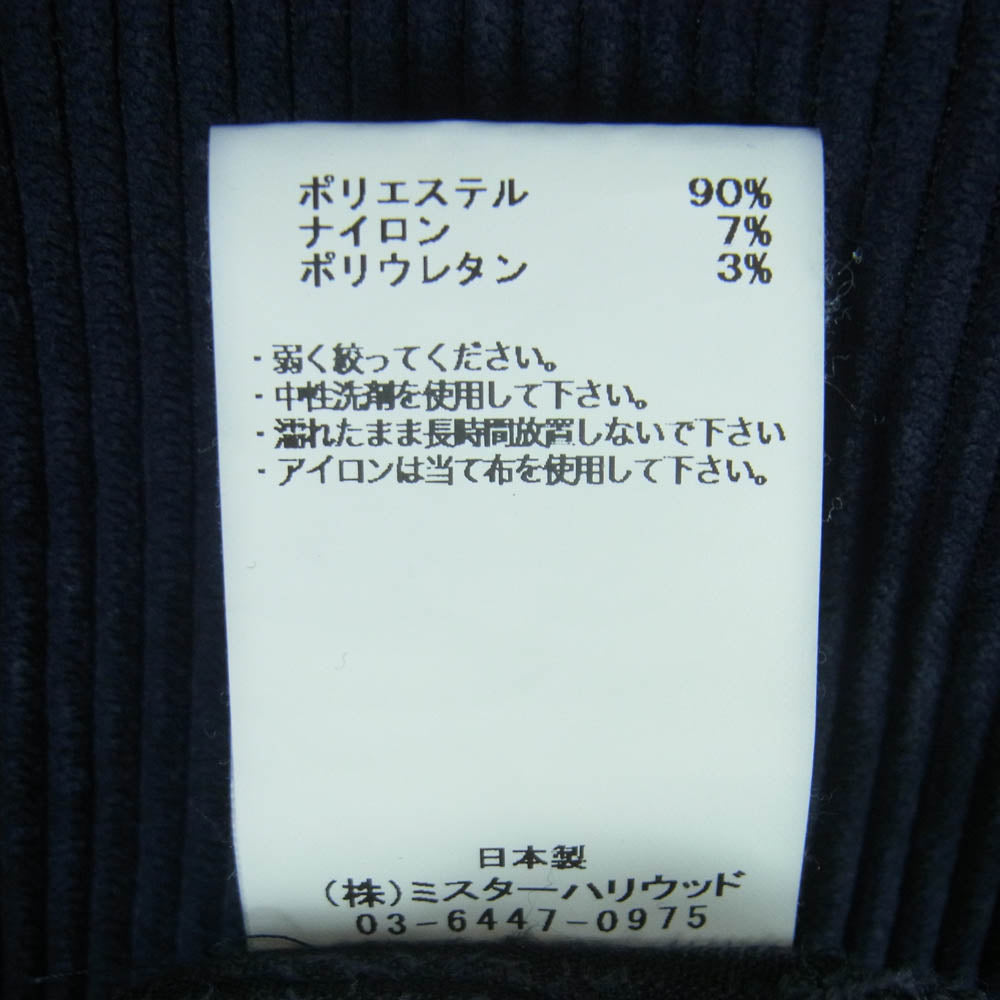 ポリエステル 90%
ナイロン 7%
ポリウレタン 3%
・弱く絞ってください。
・中性洗剤を使用して下さい。
・濡れたまま長時間放置しないで下さい
・アイロンは当て布を使用して下さい。
日本製
(株)ミスターハリウッド
03-6447-0975